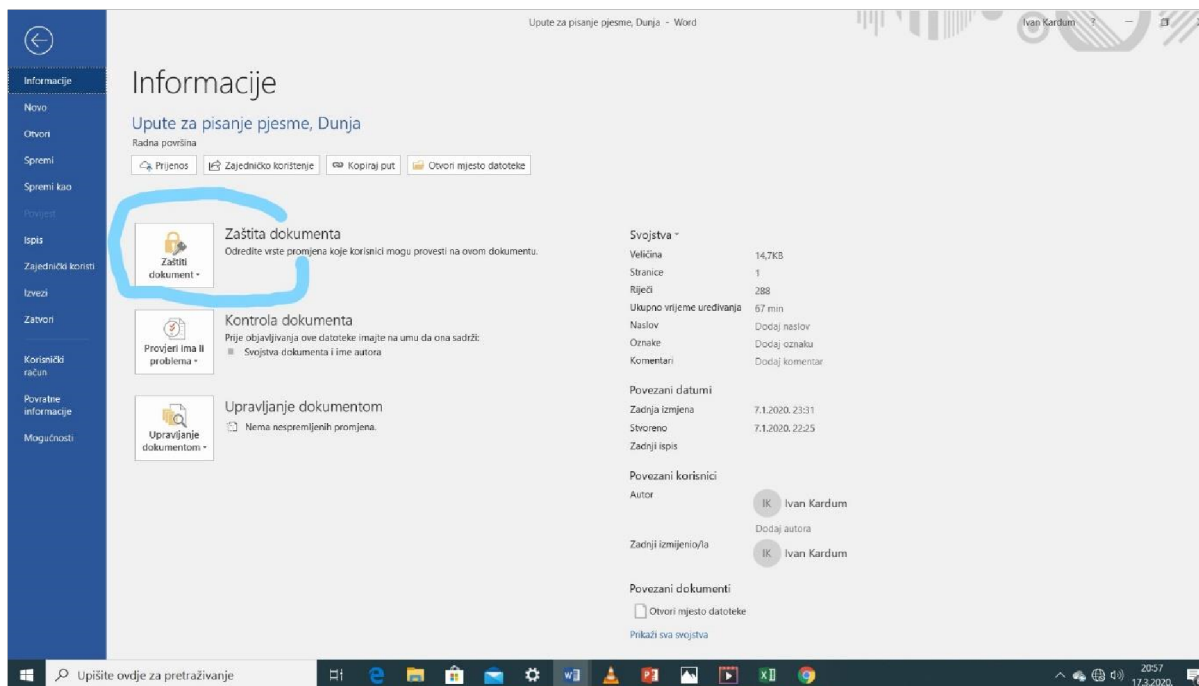 Upute za pisanje pjesme, Dunja - Word
Ivan Kardum ?
Informacije
Novo
Otvori
Spremi
Spremi kao
Povijest
Ispis
Zajednički koristi
Izvezi
Zatvori
Korisnički
račun
Povratne
informacije
Mogućnosti
Informacije
Upute za pisanje pjesme, Dunja
Radna površina
Prijenos
Zajedničko korištenje
Kopiraj put
Otvori mjesto datoteke
Zaštiti
dokument
Zaštita dokumenta
Odredite vrste promjena koje korisnici mogu provesti na ovom dokumentu.
Provjeri ima li
problema
Kontrola dokumenta
Prije objavljivanja ove datoteke imajte na umu da ona sadrži:
Svojstva dokumenta i ime autora
Upravljanje
dokumentom
Upravljanje dokumentom
Nema nespremljenih promjena.
Svojstva
Veličina 14,7KB
Stranice 1
Riječi 288
Ukupno vrijeme uređivanja 67 min
Naslov Dodaj naslov
Oznake Dodaj oznaku
Komentari Dodaj komentar
Povezani datumi
Zadnja izmjena 7.1.2020. 23:31
Stvoreno 7.1.2020. 22:25
Zadnji ispis
Povezani korisnici
Autor
IK Ivan Kardum
Dodaj autora
Zadnji izmijenio/la
IK Ivan Kardum
Povezani dokumenti
Otvori mjesto datoteke
Prikaži sva svojstva
Upišite ovdje za pretraživanje
20:57
17.3.2020.